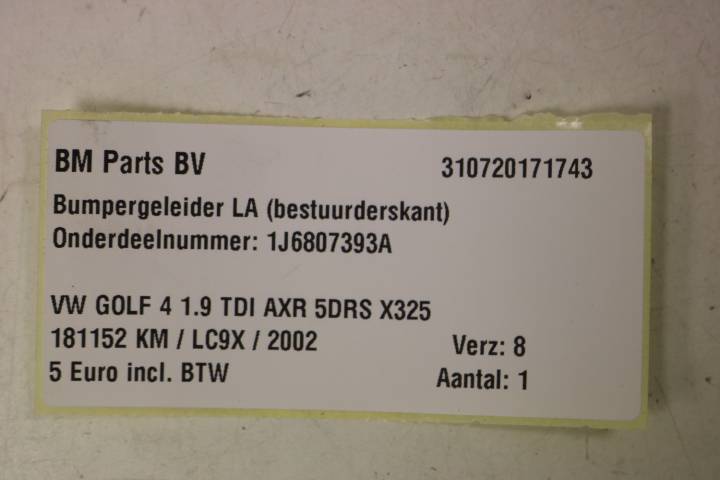 BM Parts BV 310720171743
Bumpergeleider LA (bestuurderskant)
Onderdeelnummer: 1J6807393A
VW GOLF 4 1.9 TDI AXR 5DRS X325
181152 KM / LC9X / 2002 Verz: 8
5 Euro incl. BTW Aantal: 1